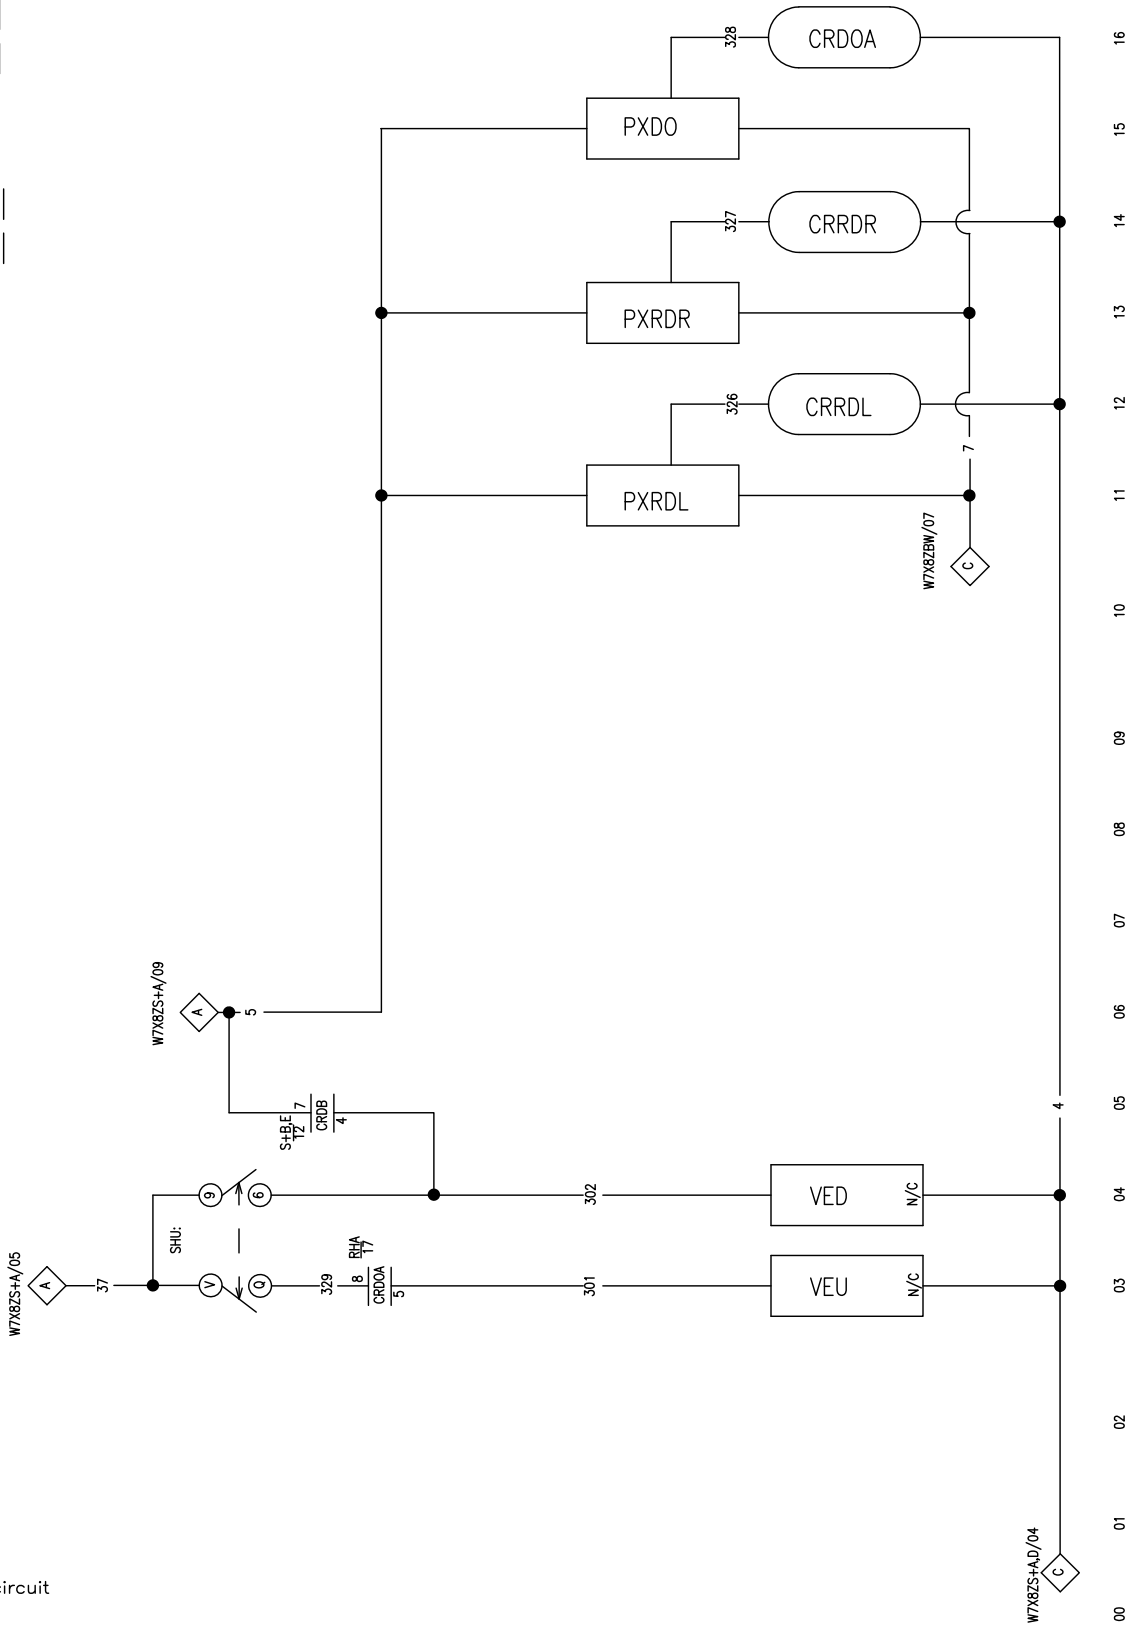 CRDOA
328
16
PXDO
15
CRRDR
327
14
PXRDR
13
CRRDL
326
12
7
PXRDL
11
W7X8ZBW/07
C
10
09
08
07
W7X8ZS+A/09
A
5
06
S+B,E
12
7
CRDB
4
4
05
9
6
302
VED
N/C
04
SHU:
W7X8ZS+A/05
A
37
V
Q
329
RHA
17
8
CRDOA
5
301
VEU
N/C
03
02
01
W7X8ZS+A,D/04
C
ircuit
00